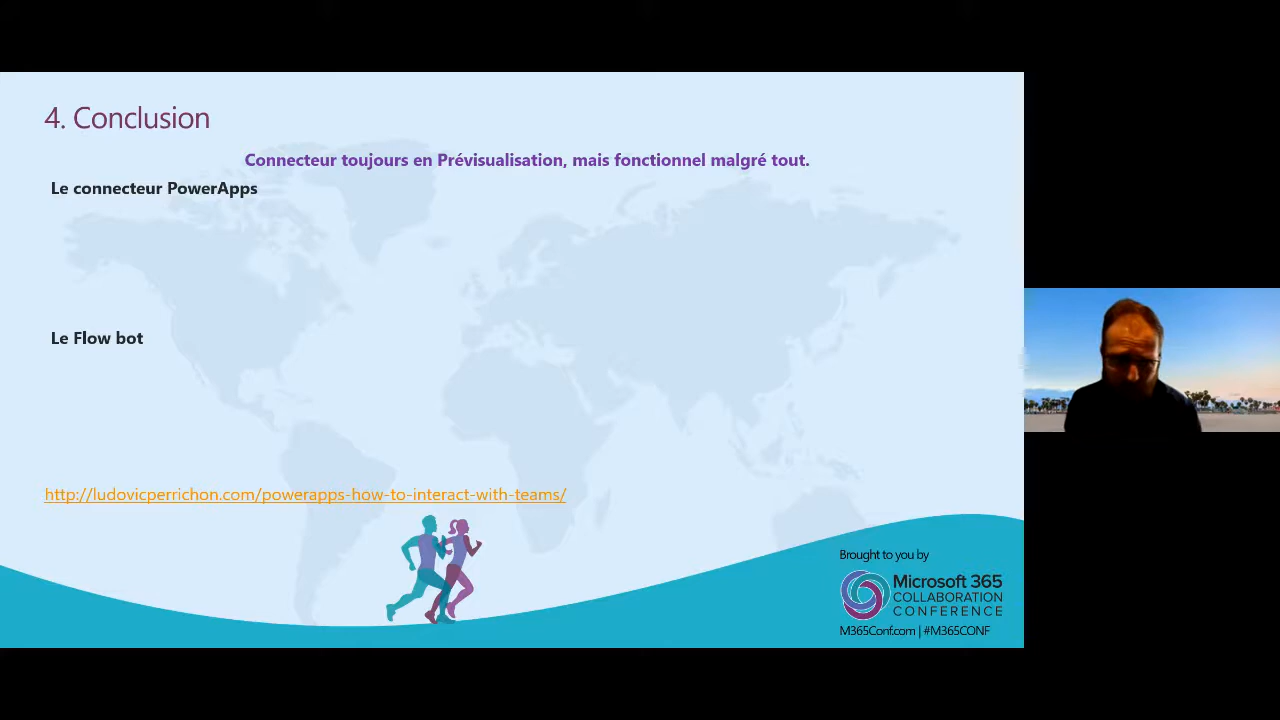 4. Conclusion
Connecteur toujours en Prévisualisation, mais fonctionnel malgré tout.
Le connecteur PowerApps
Le Flow bot
http://ludovicperrichon.com/powerapps-how-to-interact-with-teams/
Brought to you by
Microsoft 365
COLLABORATION
CONFERENCE
M365Conf.com | #M365CONF